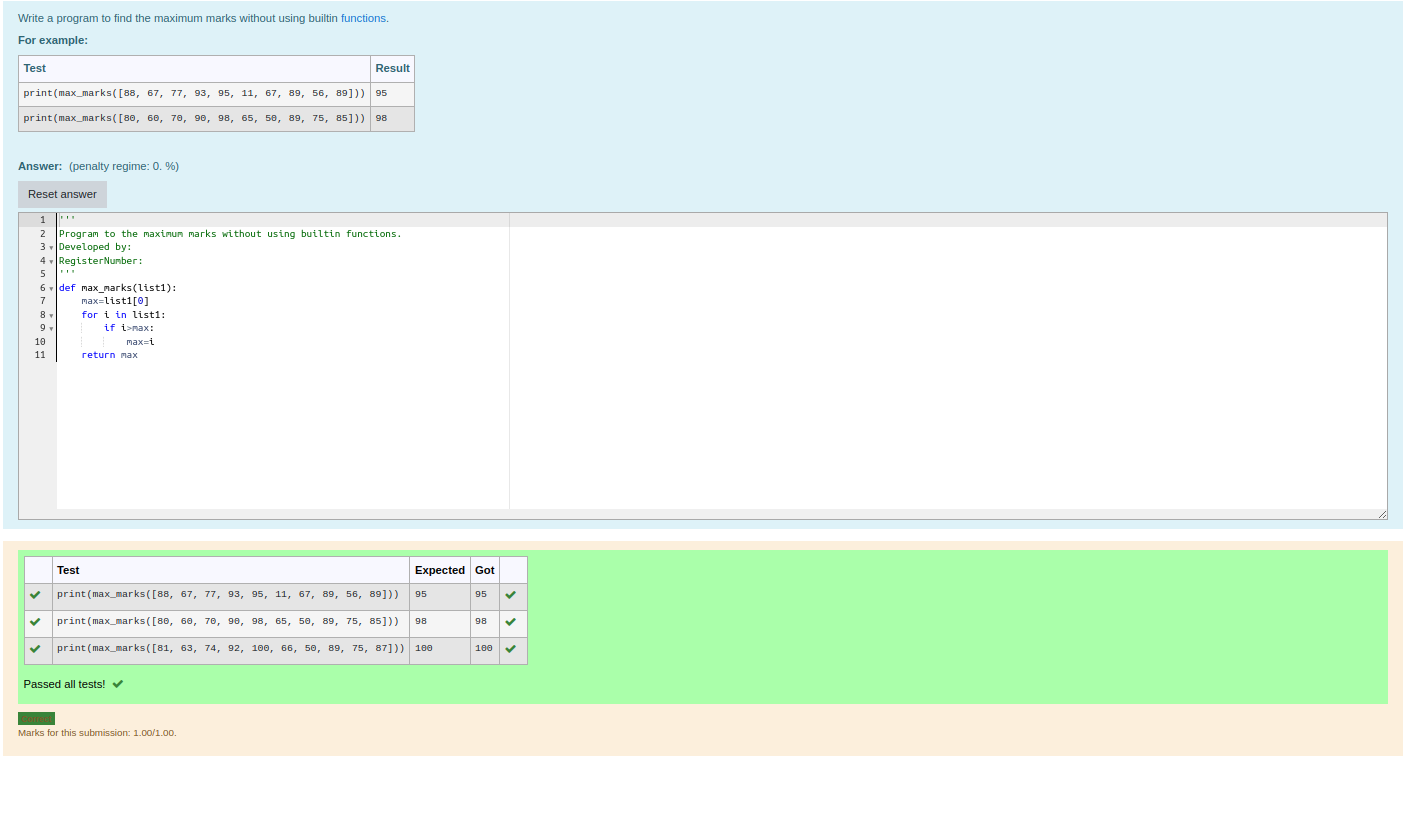 Write a program to find the maximum marks without using builtin functions.
For example:
Test Result
print(max_marks([88, 67, 77, 93, 95, 11, 67, 89, 56, 89])) 95
print(max_marks([80, 60, 70, 90, 98, 65, 50, 89, 75, 85])) 98
Answer: (penalty regime: 0. %)
Reset answer
1 '''
2 Program to the maximum marks without using builtin functions.
3 Developed by:
4 RegisterNumber:
5 '''
6 def max_marks(list1):
7     max=list1[0]
8     for i in list1:
9         if i>max:
10             max=i
11     return max
Test Expected Got
print(max_marks([88, 67, 77, 93, 95, 11, 67, 89, 56, 89])) 95 95
print(max_marks([80, 60, 70, 90, 98, 65, 50, 89, 75, 85])) 98 98
print(max_marks([81, 63, 74, 92, 100, 66, 50, 89, 75, 87])) 100 100
Passed all tests!
Marks for this submission: 1.00/1.00.